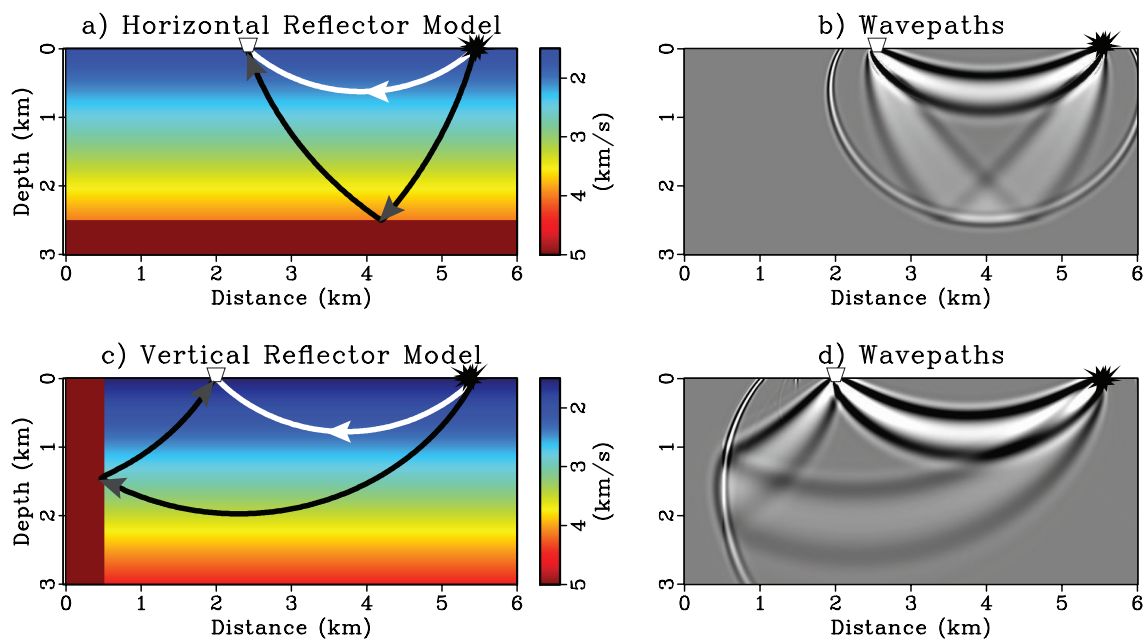 a) Horizontal Reflector Model
0
1
2
3
Depth (km)
0 1 2 3 4 5 6
Distance (km)
2
3
4
5
(km/s)
b) Wavepaths
0
1
2
3
0 1 2 3 4 5 6
Distance (km)
c) Vertical Reflector Model
0
1
2
3
Depth (km)
0 1 2 3 4 5 6
Distance (km)
2
3
4
5
(km/s)
d) Wavepaths
0
1
2
3
0 1 2 3 4 5 6
Distance (km)